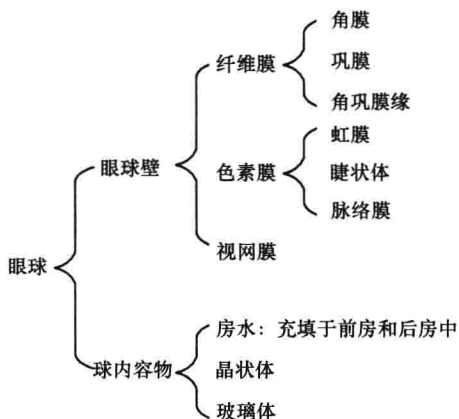 角膜
纤维膜
巩膜
角巩膜缘
虹膜
眼球壁
色素膜
睫状体
脉络膜
视网膜
眼球
房水：充填于前房和后房中
球内容物
晶状体
玻璃体